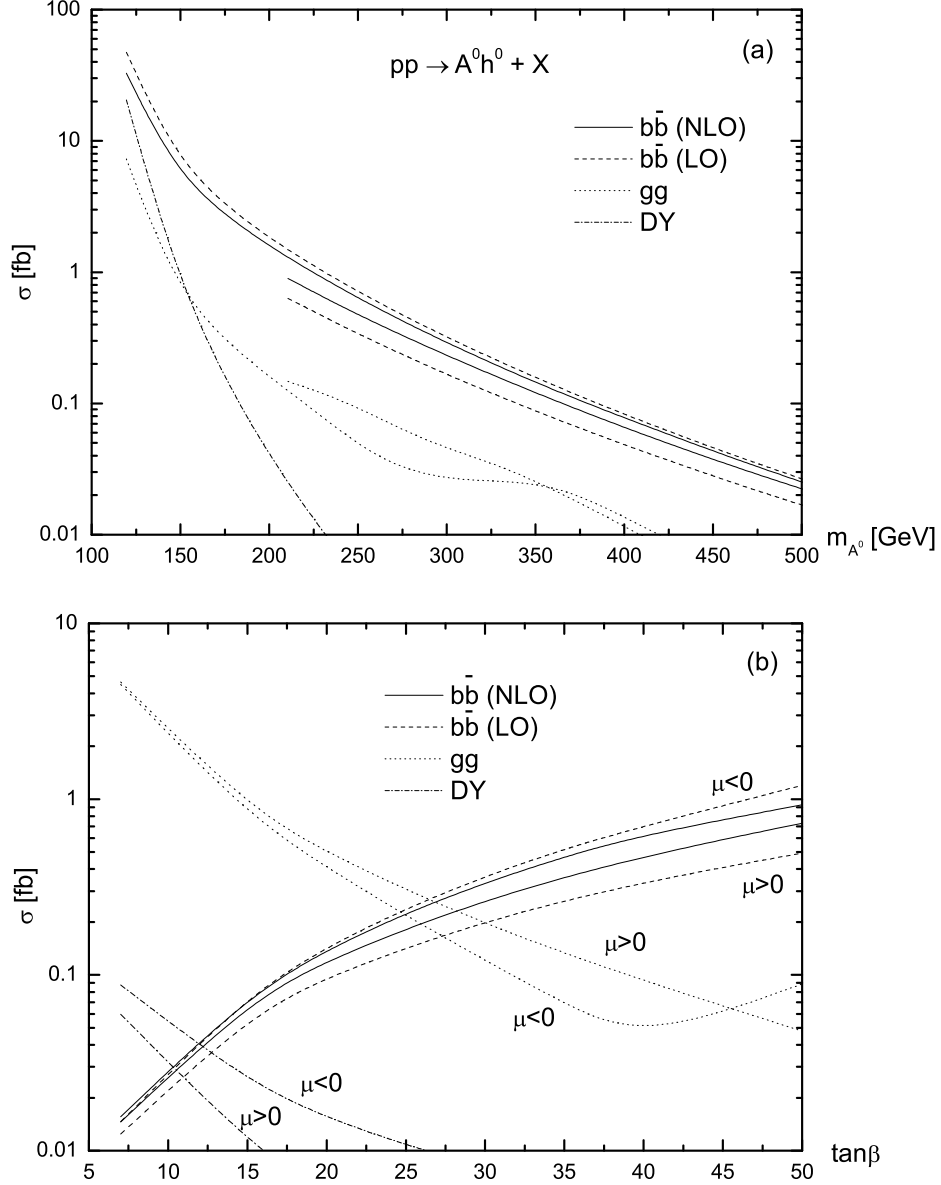 100
(a)
pp → A⁰h⁰ + X
bb̄ (NLO)
10
bb̄ (LO)
gg
DY
σ [fb]
1
0.1
0.01
100 150 200 250 300 350 400 450 500
m_A⁰ [GeV]
10
(b)
bb̄ (NLO)
bb̄ (LO)
gg
DY
μ<0
1
σ [fb]
μ>0
μ>0
0.1
μ<0
μ<0
μ>0
0.01
5 10 15 20 25 30 35 40 45 50
tanβ